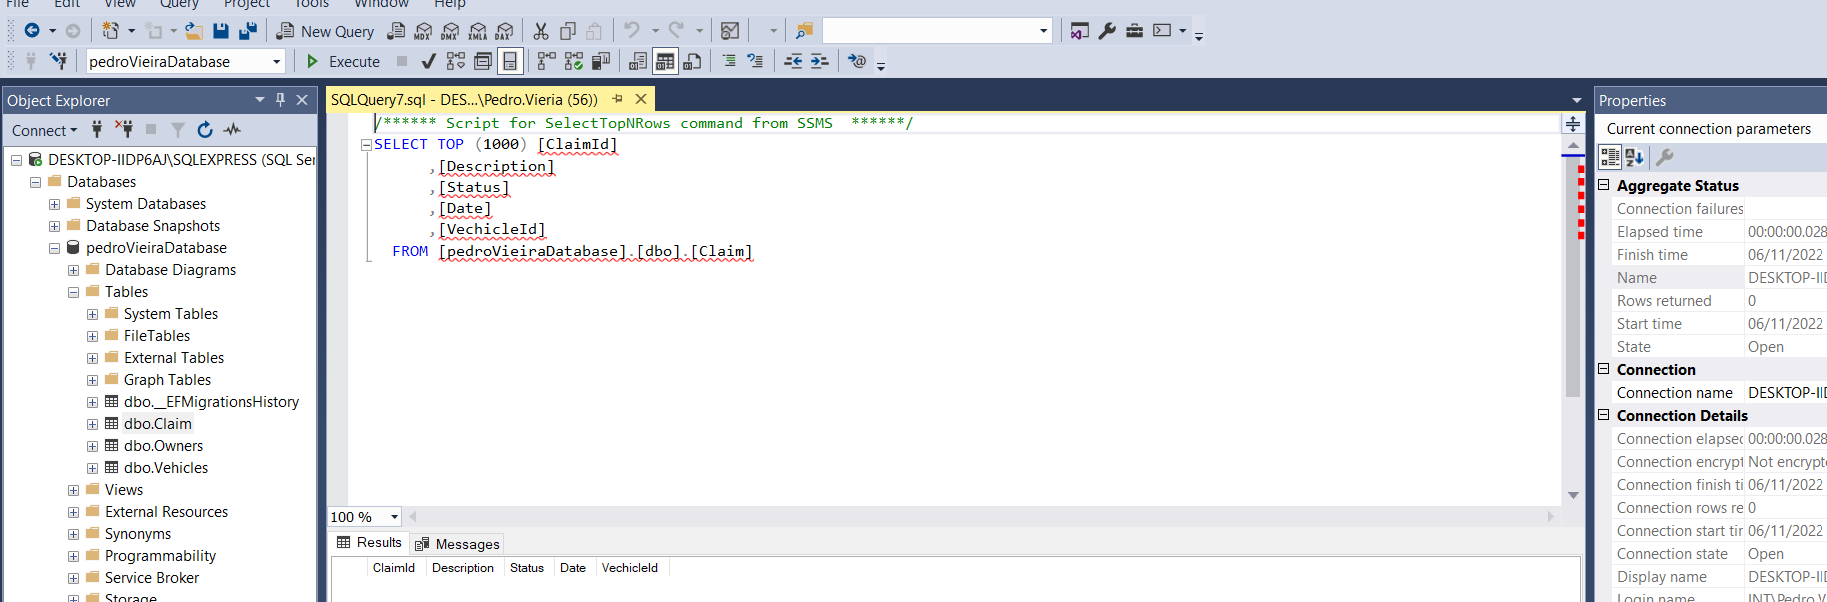 File Edit View Query Project Tools Window Help
New Query MDX DMX XMLA DAX
pedroVieiraDatabase Execute
Object Explorer
Connect
DESKTOP-IIDP6AJ\SQLEXPRESS (SQL Ser
Databases
System Databases
Database Snapshots
pedroVieiraDatabase
Database Diagrams
Tables
System Tables
FileTables
External Tables
Graph Tables
dbo.__EFMigrationsHistory
dbo.Claim
dbo.Owners
dbo.Vehicles
Views
External Resources
Synonyms
Programmability
Service Broker
Storage
SQLQuery7.sql - DES...\Pedro.Vieria (56))
/****** Script for SelectTopNRows command from SSMS  ******/
SELECT TOP (1000) [ClaimId]
,[Description]
,[Status]
,[Date]
,[VechicleId]
FROM [pedroVieiraDatabase].[dbo].[Claim]
100 %
Results Messages
ClaimId Description Status Date VechicleId
Properties
Current connection parameters
Aggregate Status
Connection failures
Elapsed time 00:00:00.028
Finish time 06/11/2022
Name DESKTOP-IID
Rows returned 0
Start time 06/11/2022
State Open
Connection
Connection name DESKTOP-IID
Connection Details
Connection elapsec 00:00:00.028
Connection encrypt Not encrypte
Connection finish ti 06/11/2022
Connection rows re 0
Connection start tir 06/11/2022
Connection state Open
Display name DESKTOP-IID
Login name INT\Pedro.V